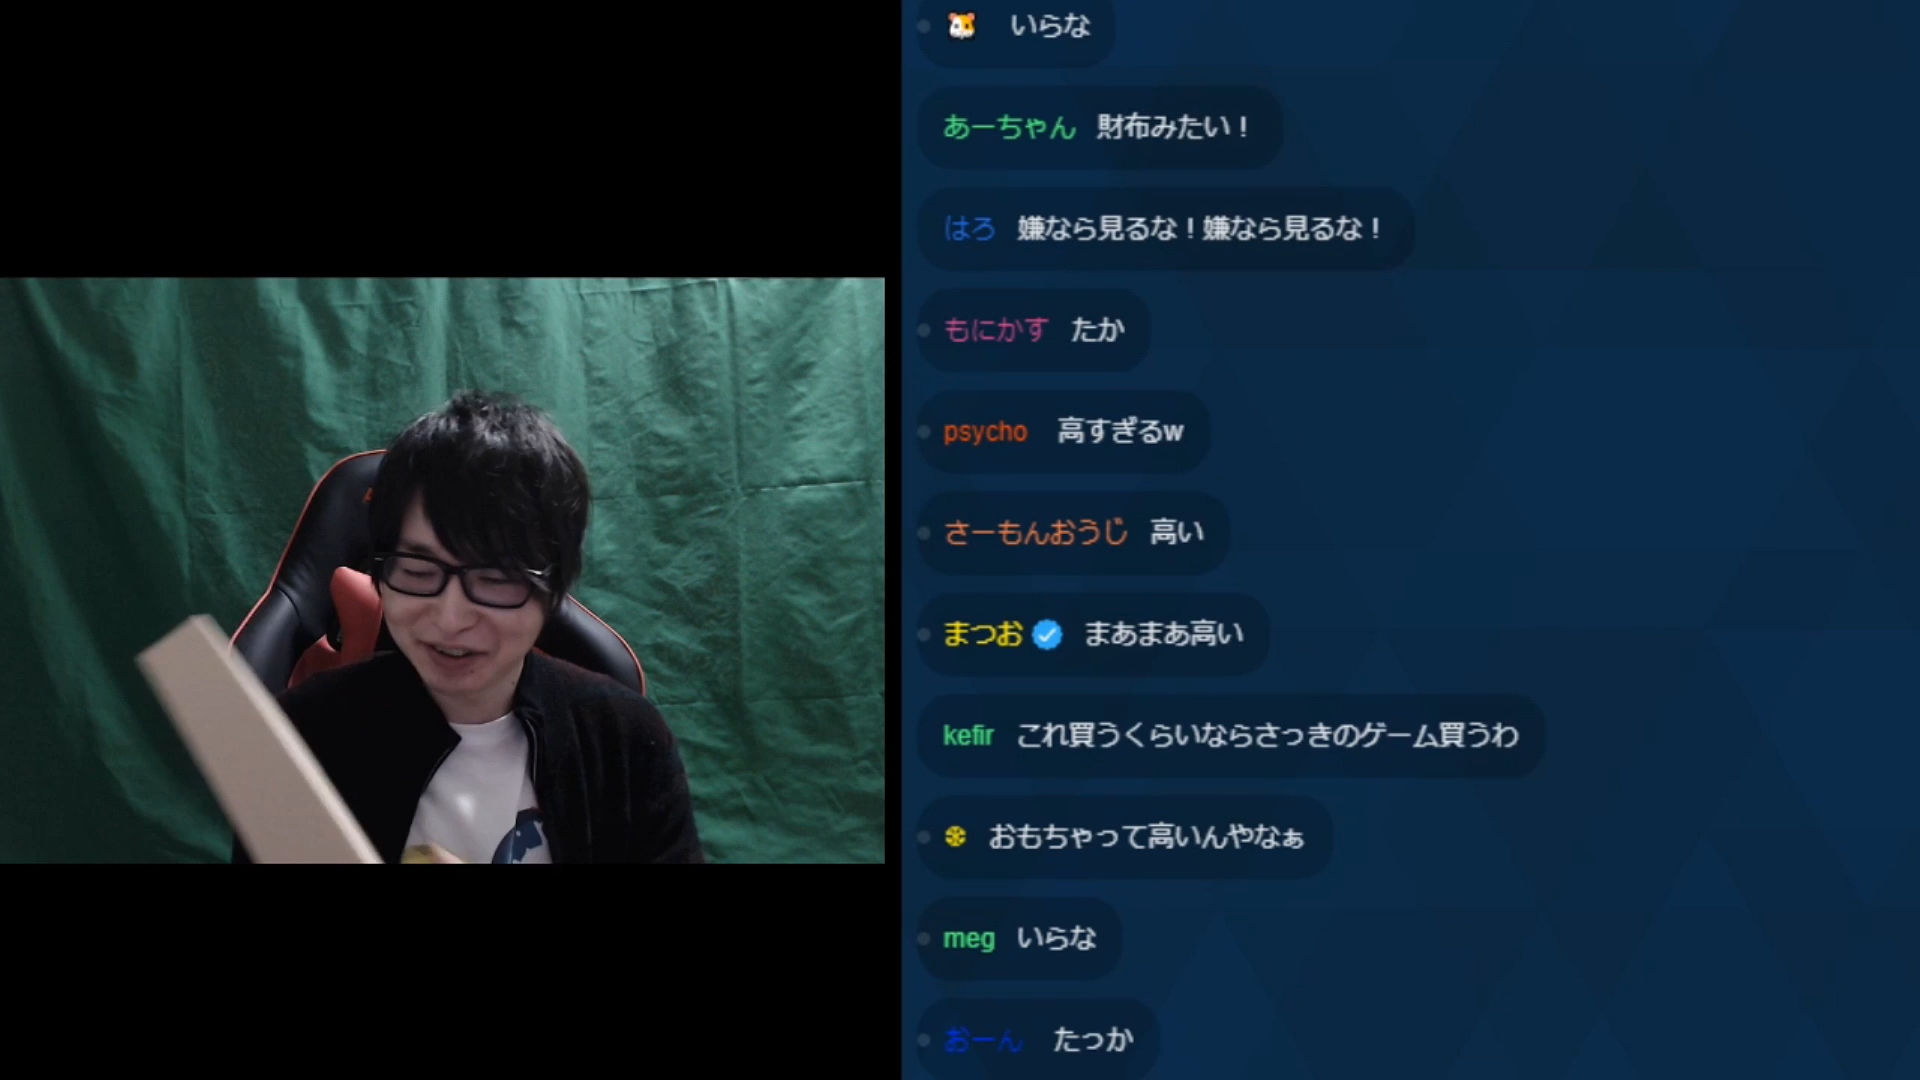 いらな
あーちゃん 財布みたい！
はろ 嫌なら見るな！嫌なら見るな！
もにかす たか
psycho 高すぎるw
さーもんおうじ 高い
まつお まあまあ高い
kefir これ買うくらいならさっきのゲーム買うわ
おもちゃって高いんやなぁ
meg いらな
おーん たっか